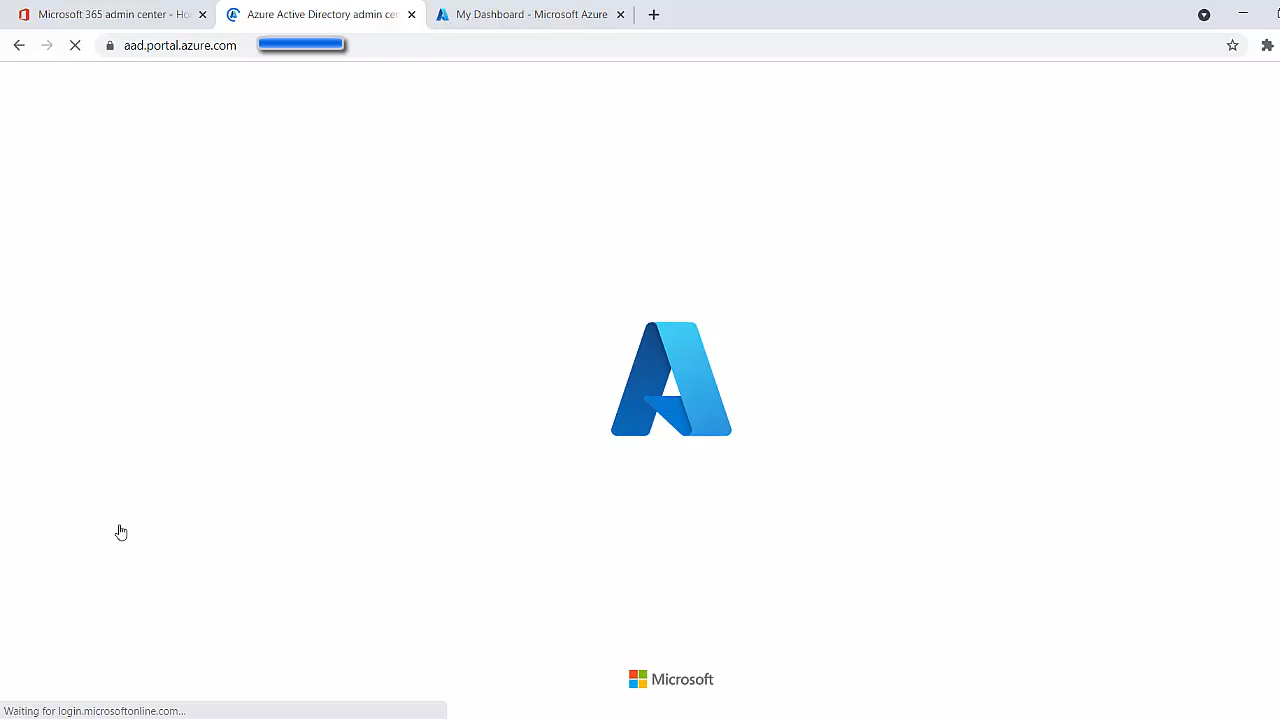 Microsoft 365 admin center - Ho
Azure Active Directory admin cen
My Dashboard - Microsoft Azure
aad.portal.azure.com
Microsoft
Waiting for login.microsoftonline.com...